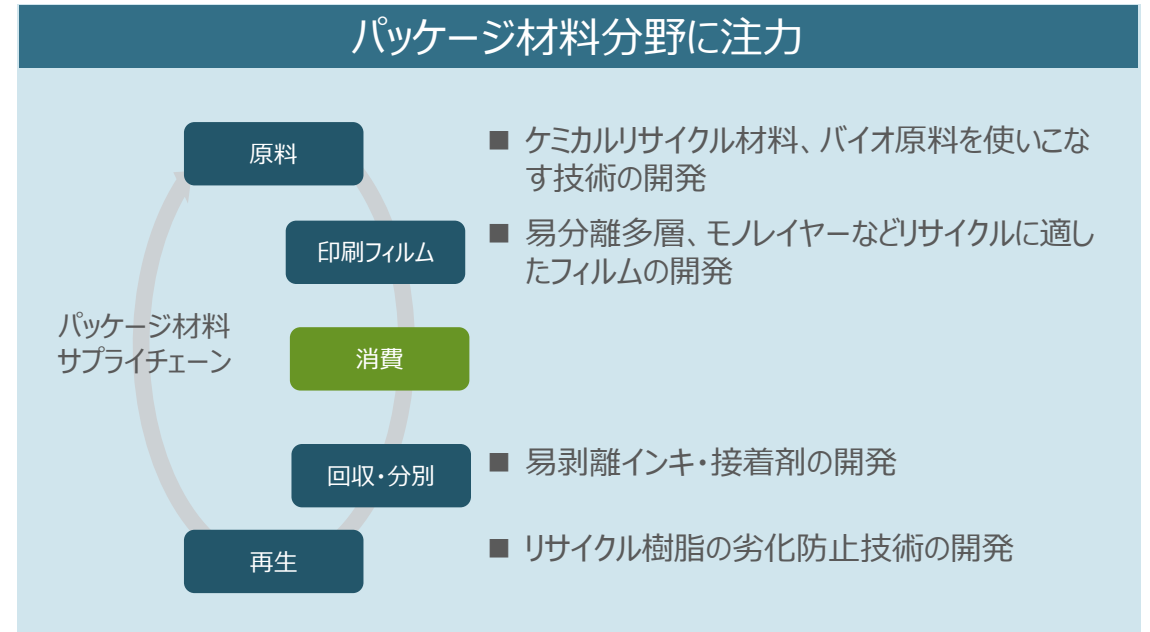 パッケージ材料分野に注力
原料
■ ケミカルリサイクル材料、バイオ原料を使いこな
す技術の開発
印刷フィルム
■ 易分離多層、モノレイヤーなどリサイクルに適し
たフィルムの開発
パッケージ材料
サプライチェーン
消費
回収・分別
■ 易剥離インキ・接着剤の開発
再生
■ リサイクル樹脂の劣化防止技術の開発